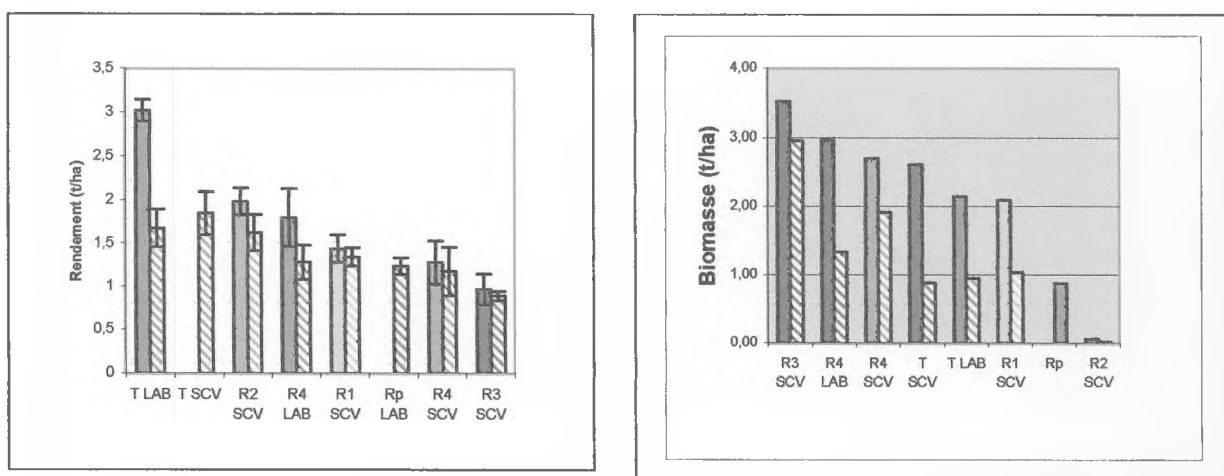 3,5
3
2,5
2
1,5
1
0,5
0
Rendement (t/ha)
T LAB T SCV R2 R4 R1 Rp R4 R3
SCV LAB SCV LAB SCV SCV
4,00
3,00
2,00
1,00
0,00
Biomasse (t/ha)
R3 R4 R4 T T LAB R1 Rp R2
SCV LAB SCV SCV SCV SCV